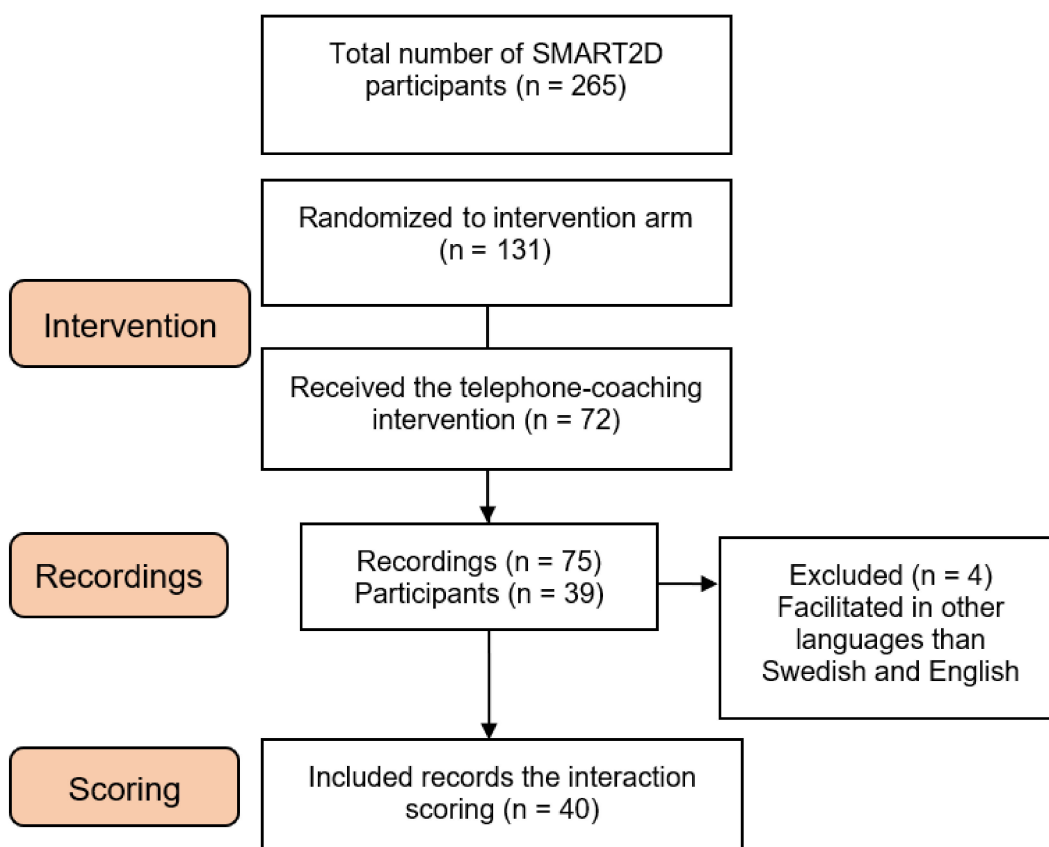 Total number of SMART2D
participants (n = 265)
Randomized to intervention arm
(n = 131)
Intervention
Received the telephone-coaching
intervention (n = 72)
Recordings
Recordings (n = 75)
Participants (n = 39)
Excluded (n = 4)
Facilitated in other
languages than
Swedish and English
Scoring
Included records the interaction
scoring (n = 40)